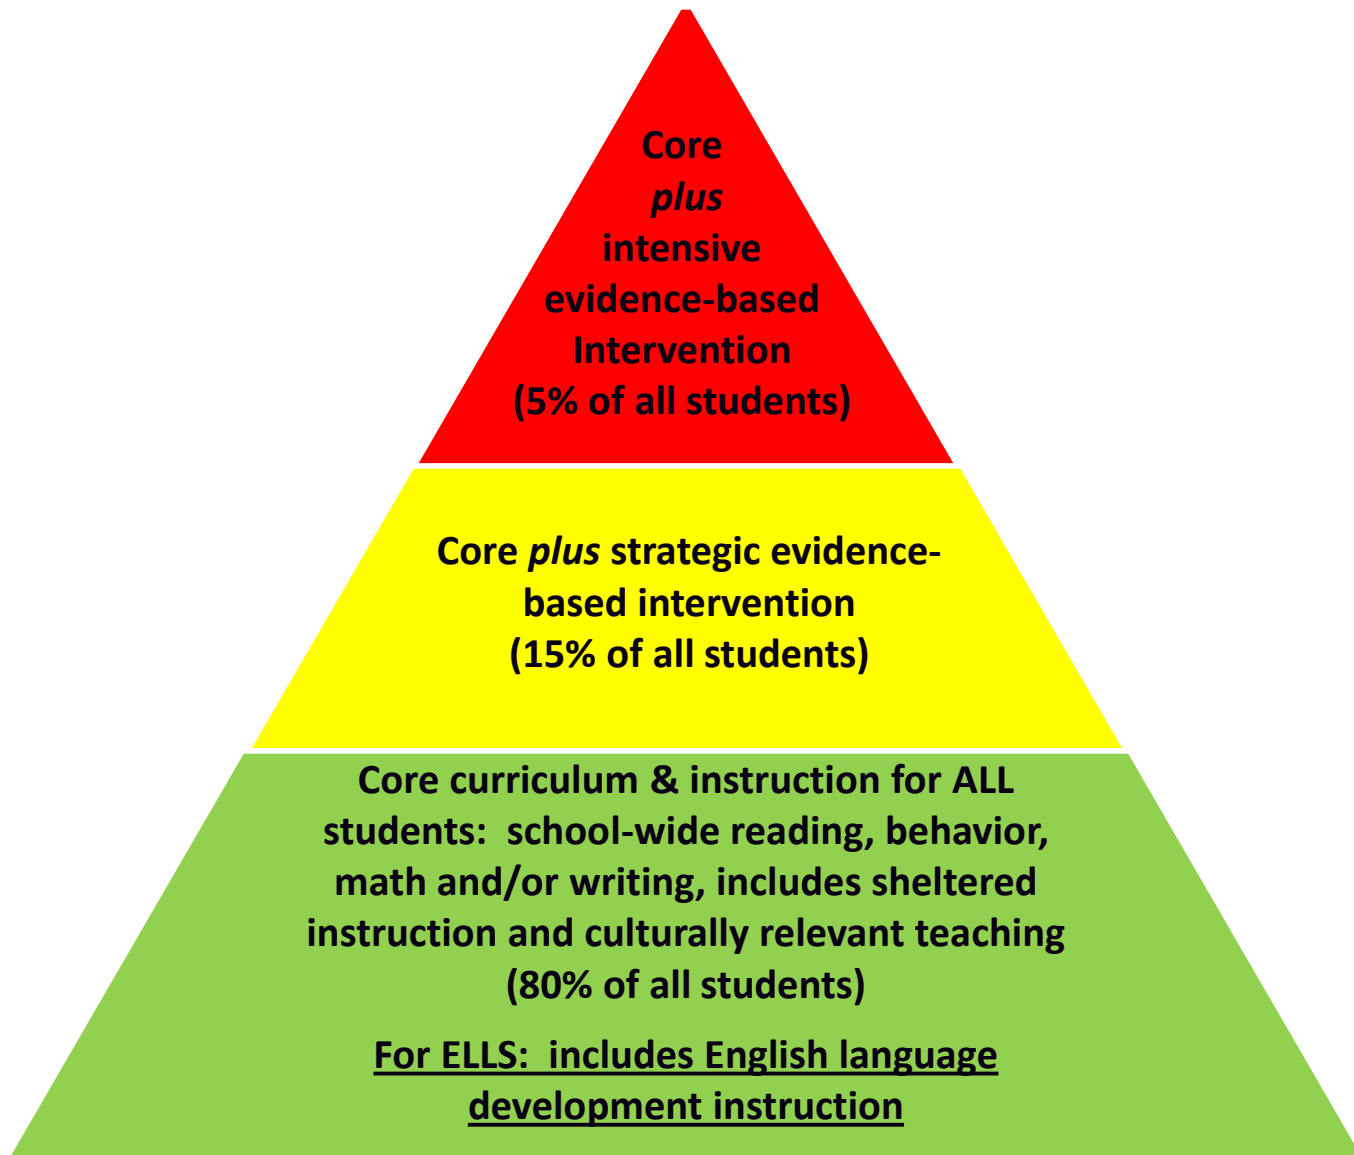 Core
plus
intensive
evidence-based
Intervention
(5% of all students)
Core plus strategic evidence-
based intervention
(15% of all students)
Core curriculum & instruction for ALL
students:  school-wide reading, behavior,
math and/or writing, includes sheltered
instruction and culturally relevant teaching
(80% of all students)
For ELLS:  includes English language
development instruction